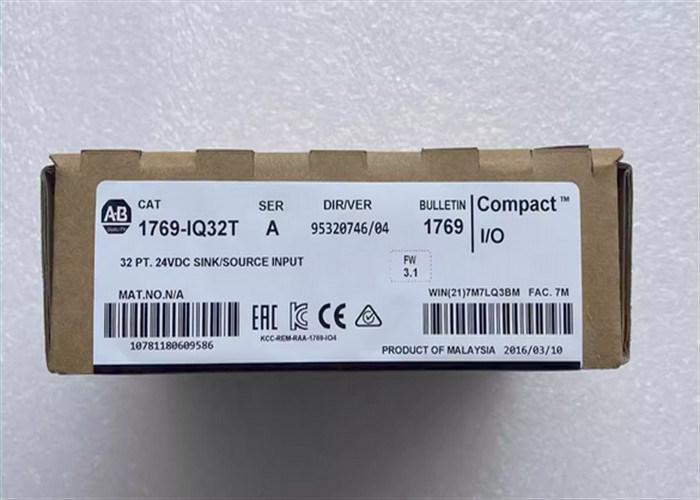 A-B
QUALITY
CAT
1769-IQ32T
SER
A
DIR/VER
95320746/04
BULLETIN
1769
Compact™
I/O
32 PT. 24VDC SINK/SOURCE INPUT
FW
3.1
MAT.NO.N/A
10781180609586
EAC
KCC-REM-RAA-1769-IO4
WIN(21)7M7LQ3BM FAC. 7M
PRODUCT OF MALAYSIA 2016/03/10